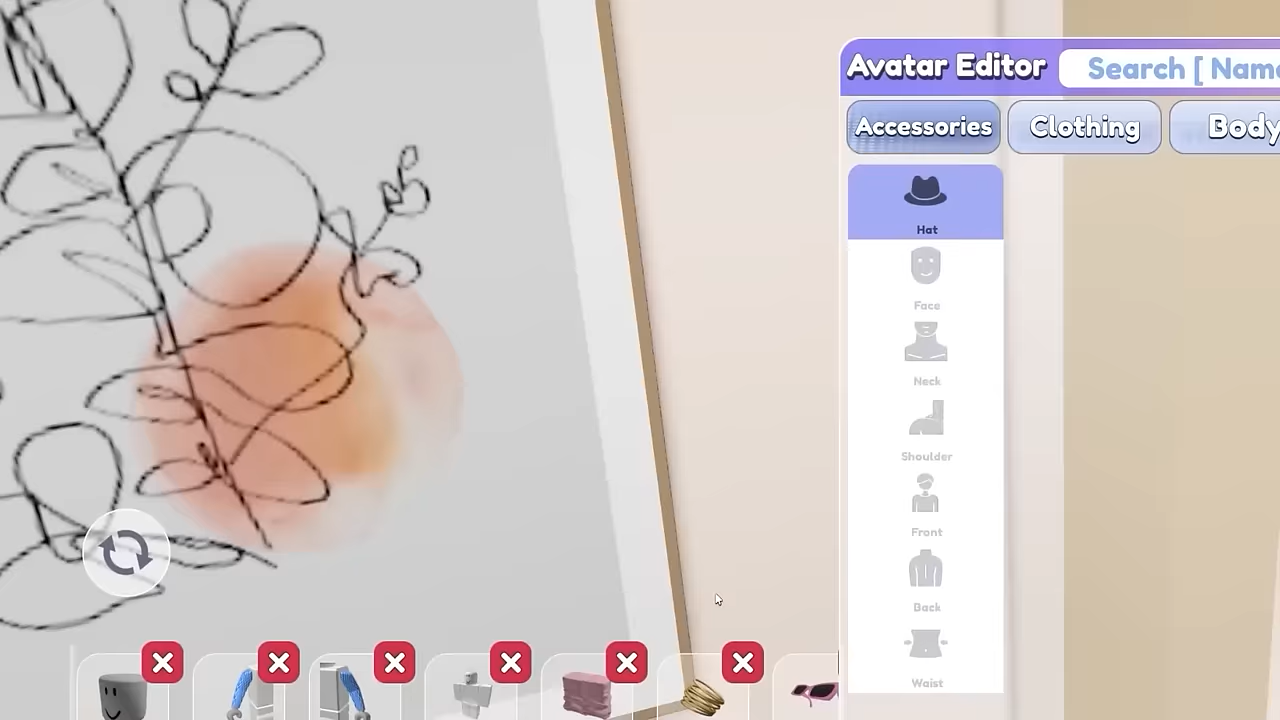 Avatar Editor
Search [ Name
Accessories
Clothing
Body
Hat
Face
Neck
Shoulder
Front
Back
Waist